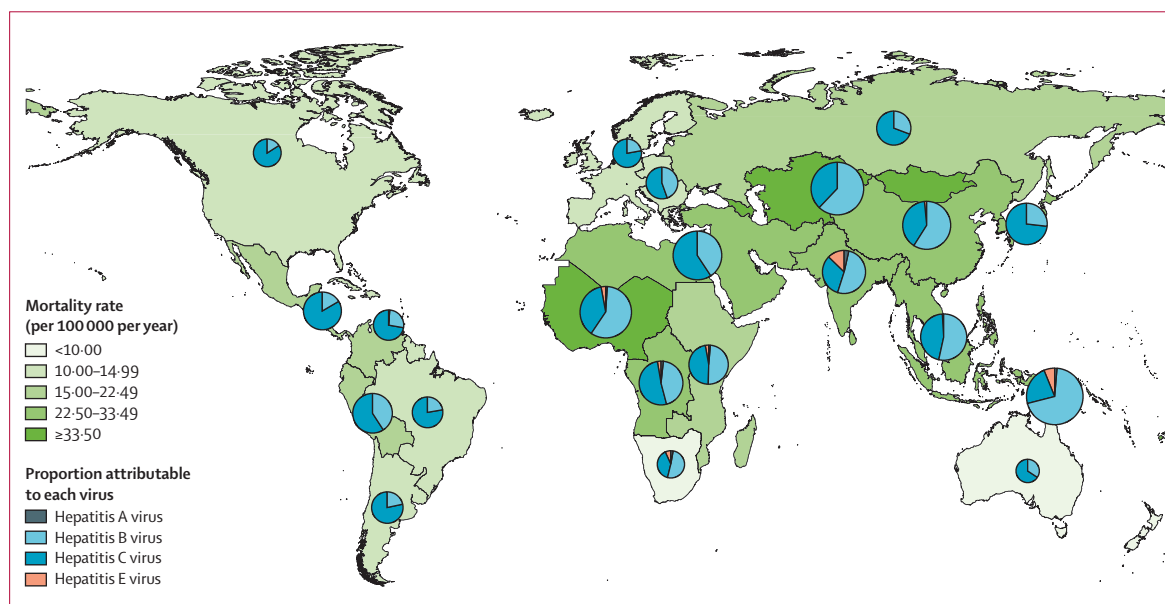 Mortality rate
(per 100 000 per year)
<10·00
10·00–14·99
15·00–22·49
22·50–33·49
≥33·50
Proportion attributable
to each virus
Hepatitis A virus
Hepatitis B virus
Hepatitis C virus
Hepatitis E virus